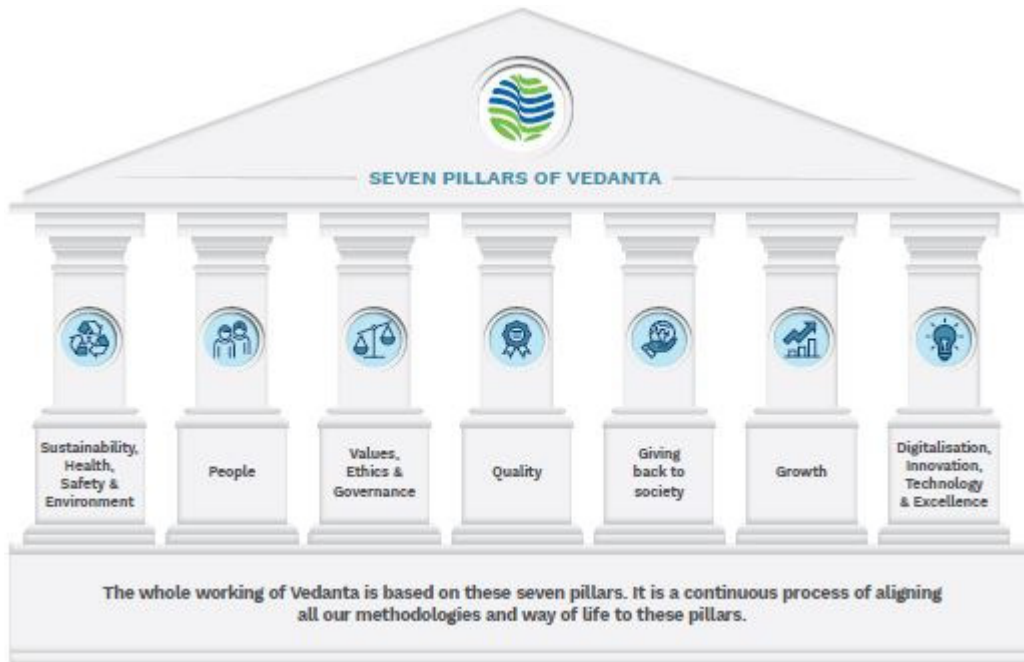 SEVEN PILLARS OF VEDANTA
Sustainability,
Health,
Safety &
Environment
People
Values,
Ethics &
Governance
Quality
Giving
back to
society
Growth
Digitalisation,
Innovation,
Technology
& Excellence
The whole working of Vedanta is based on these seven pillars. It is a continuous process of aligning
all our methodologies and way of life to these pillars.